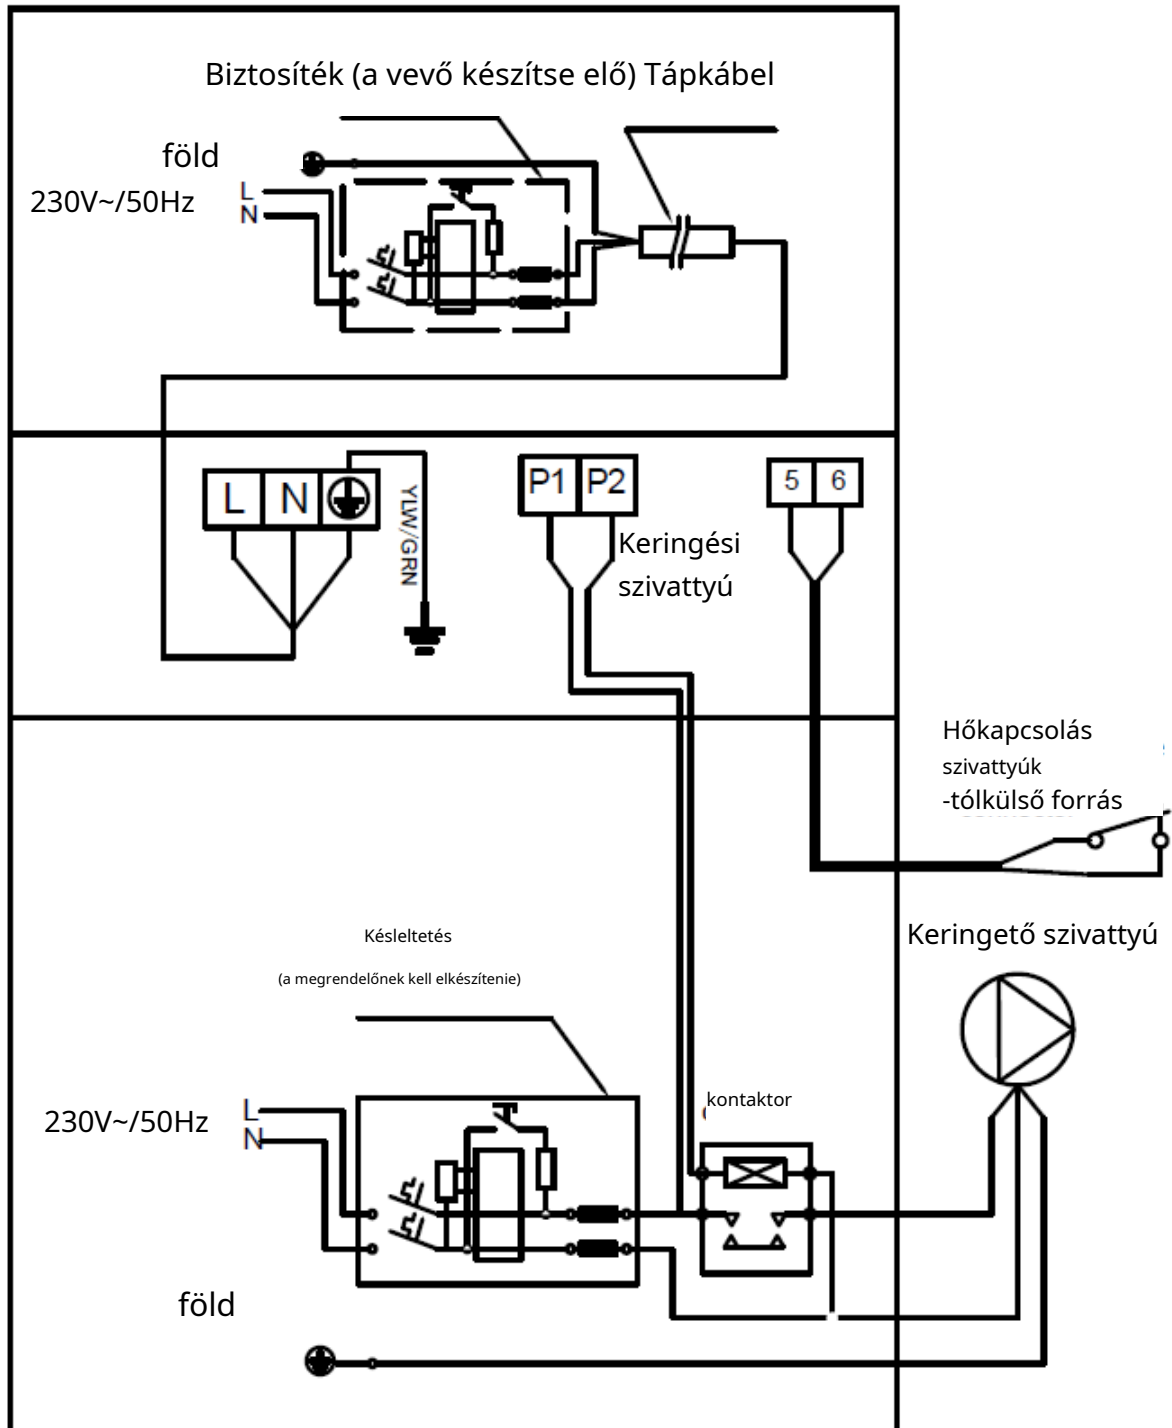 Biztosíték (a vevő készítse elő) Tápkábel
föld
230V~/50Hz
L
N
L N
YLW/GRN
P1 P2
5 6
Keringési
szivattyú
Hőkapcsolás
szivattyúk
-tólkülső forrás
Késleltetés
(a megrendelőnek kell elkészítenie)
Keringető szivattyú
kontaktor
230V~/50Hz
L
N
föld